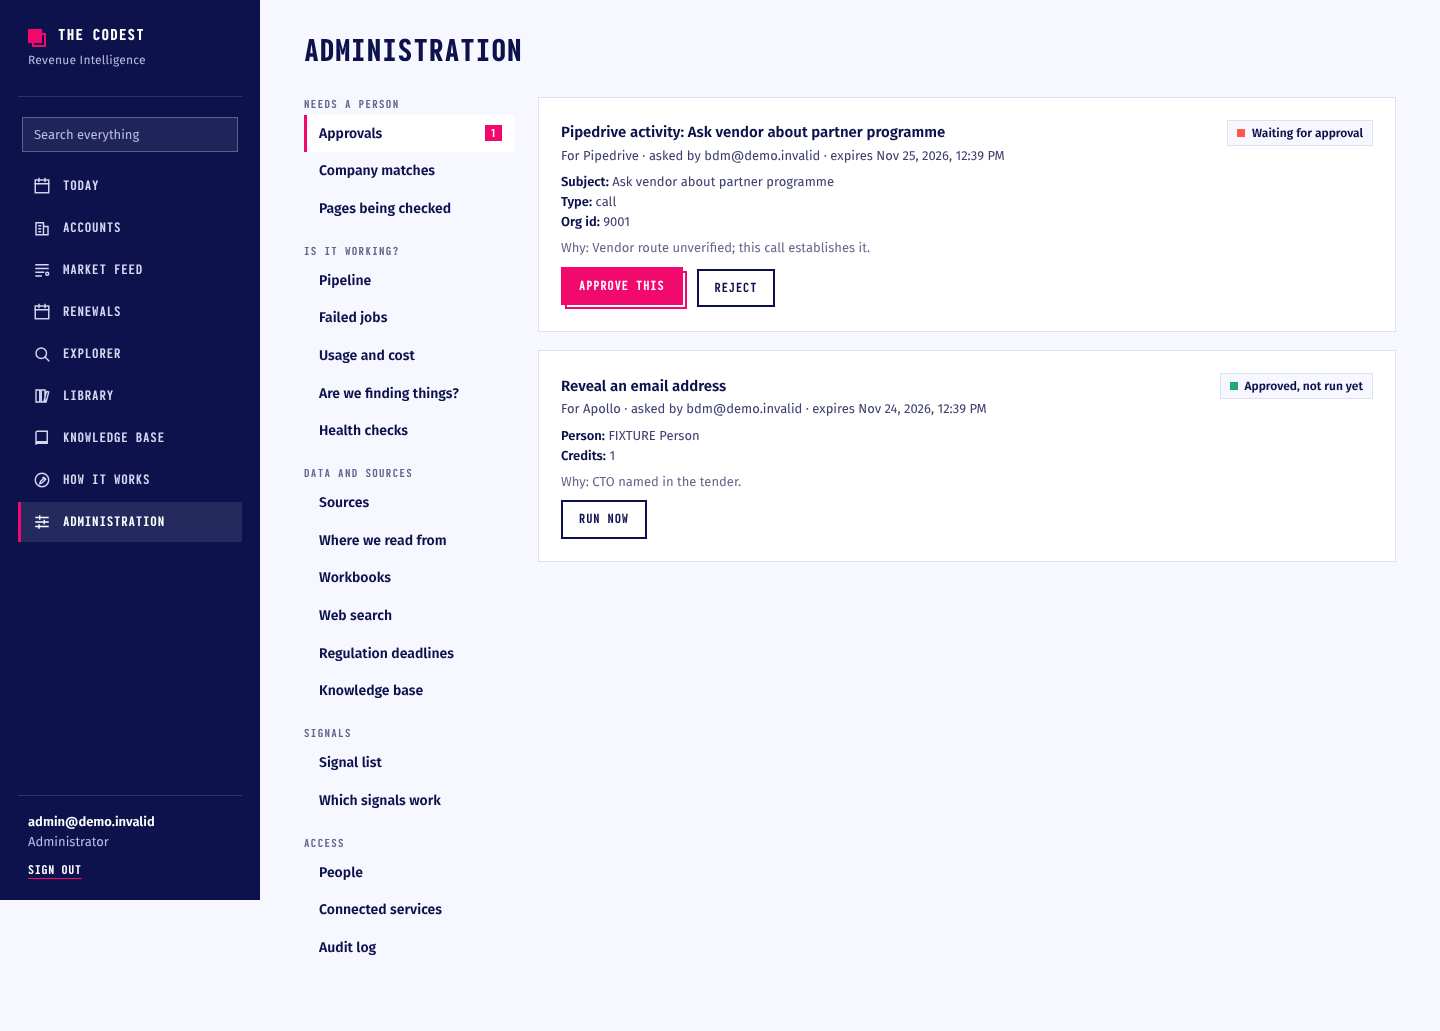 THE CODEST
Revenue Intelligence
Search everything
TODAY
ACCOUNTS
MARKET FEED
RENEWALS
EXPLORER
LIBRARY
KNOWLEDGE BASE
HOW IT WORKS
ADMINISTRATION
admin@demo.invalid
Administrator
SIGN OUT
ADMINISTRATION
NEEDS A PERSON
Approvals 1
Company matches
Pages being checked
IS IT WORKING?
Pipeline
Failed jobs
Usage and cost
Are we finding things?
Health checks
DATA AND SOURCES
Sources
Where we read from
Workbooks
Web search
Regulation deadlines
Knowledge base
SIGNALS
Signal list
Which signals work
ACCESS
People
Connected services
Audit log
Pipedrive activity: Ask vendor about partner programme
Waiting for approval
For Pipedrive · asked by bdm@demo.invalid · expires Nov 25, 2026, 12:39 PM
Subject: Ask vendor about partner programme
Type: call
Org id: 9001
Why: Vendor route unverified; this call establishes it.
APPROVE THIS REJECT
Reveal an email address
Approved, not run yet
For Apollo · asked by bdm@demo.invalid · expires Nov 24, 2026, 12:39 PM
Person: FIXTURE Person
Credits: 1
Why: CTO named in the tender.
RUN NOW